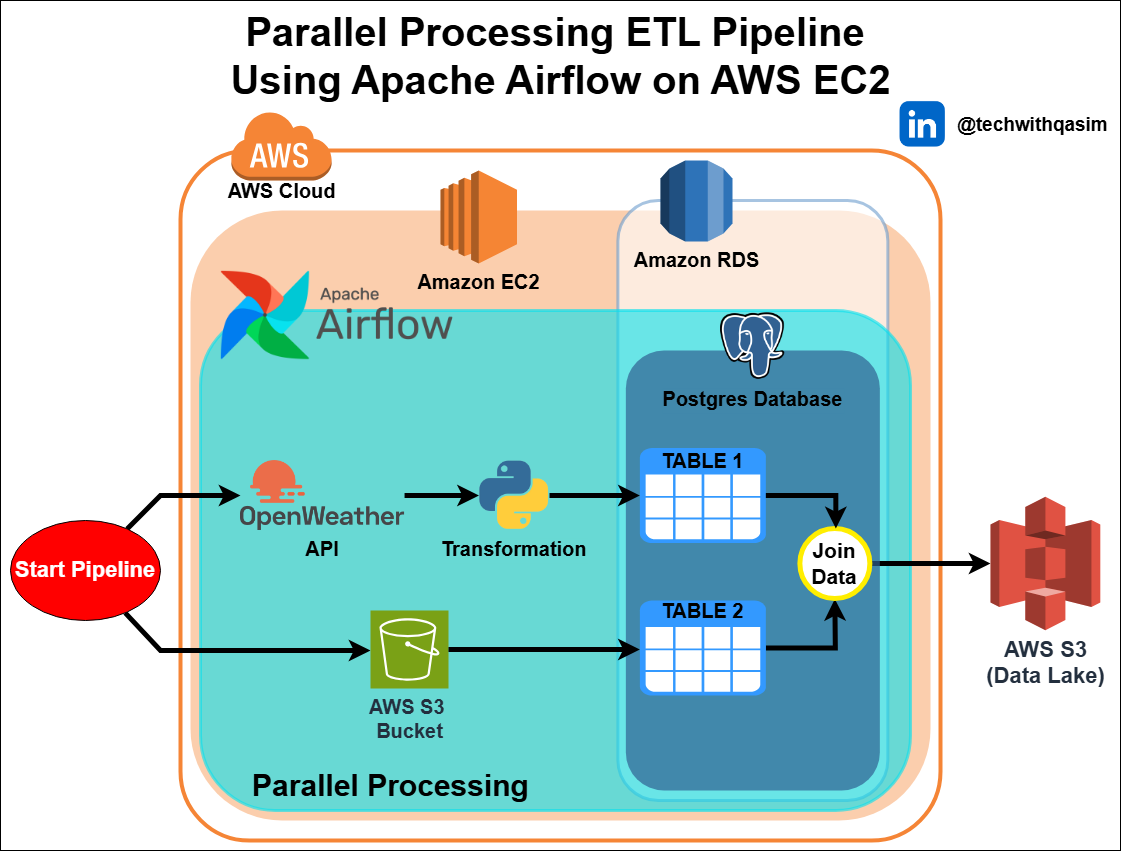 Parallel Processing ETL Pipeline
Using Apache Airflow on AWS EC2
in
@techwithqasim
AWS
AWS Cloud
Amazon EC2
Amazon RDS
Apache
Airflow
Postgres Database
TABLE 1
OpenWeather
API
Transformation
Start Pipeline
Join
Data
TABLE 2
AWS S3
(Data Lake)
AWS S3
Bucket
Parallel Processing